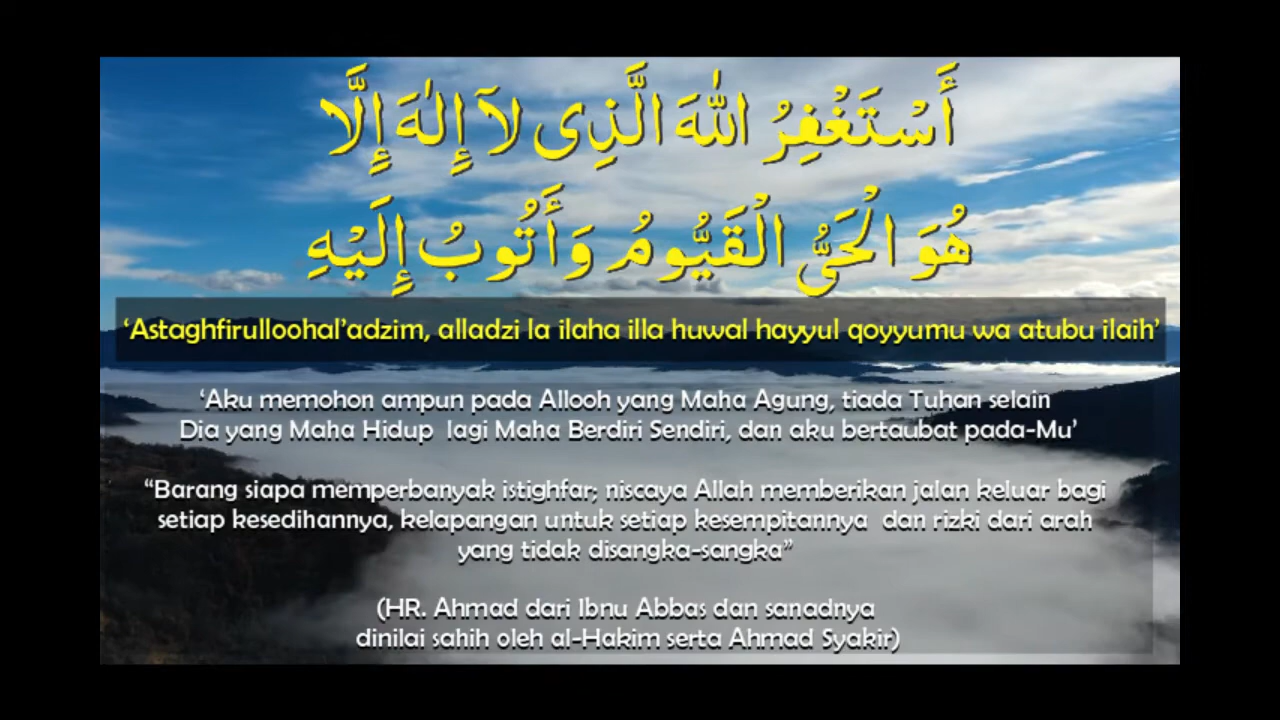 أَسْتَغْفِرُ اللّٰهَ الَّذِى لَآ إِلٰهَ إِلَّا
هُوَ الْحَىُّ الْقَيُّومُ وَأَتُوبُ إِلَيْهِ
‘Astaghfirulloohal’adzim, alladzi la ilaha illa huwal hayyul qoyyumu wa atubu ilaih’
‘Aku memohon ampun pada Allooh yang Maha Agung, tiada Tuhan selain
Dia yang Maha Hidup lagi Maha Berdiri Sendiri, dan aku bertaubat pada-Mu’
“Barang siapa memperbanyak istighfar; niscaya Allah memberikan jalan keluar bagi
setiap kesedihannya, kelapangan untuk setiap kesempitannya dan rizki dari arah
yang tidak disangka-sangka”
(HR. Ahmad dari Ibnu Abbas dan sanadnya
dinilai sahih oleh al-Hakim serta Ahmad Syakir)